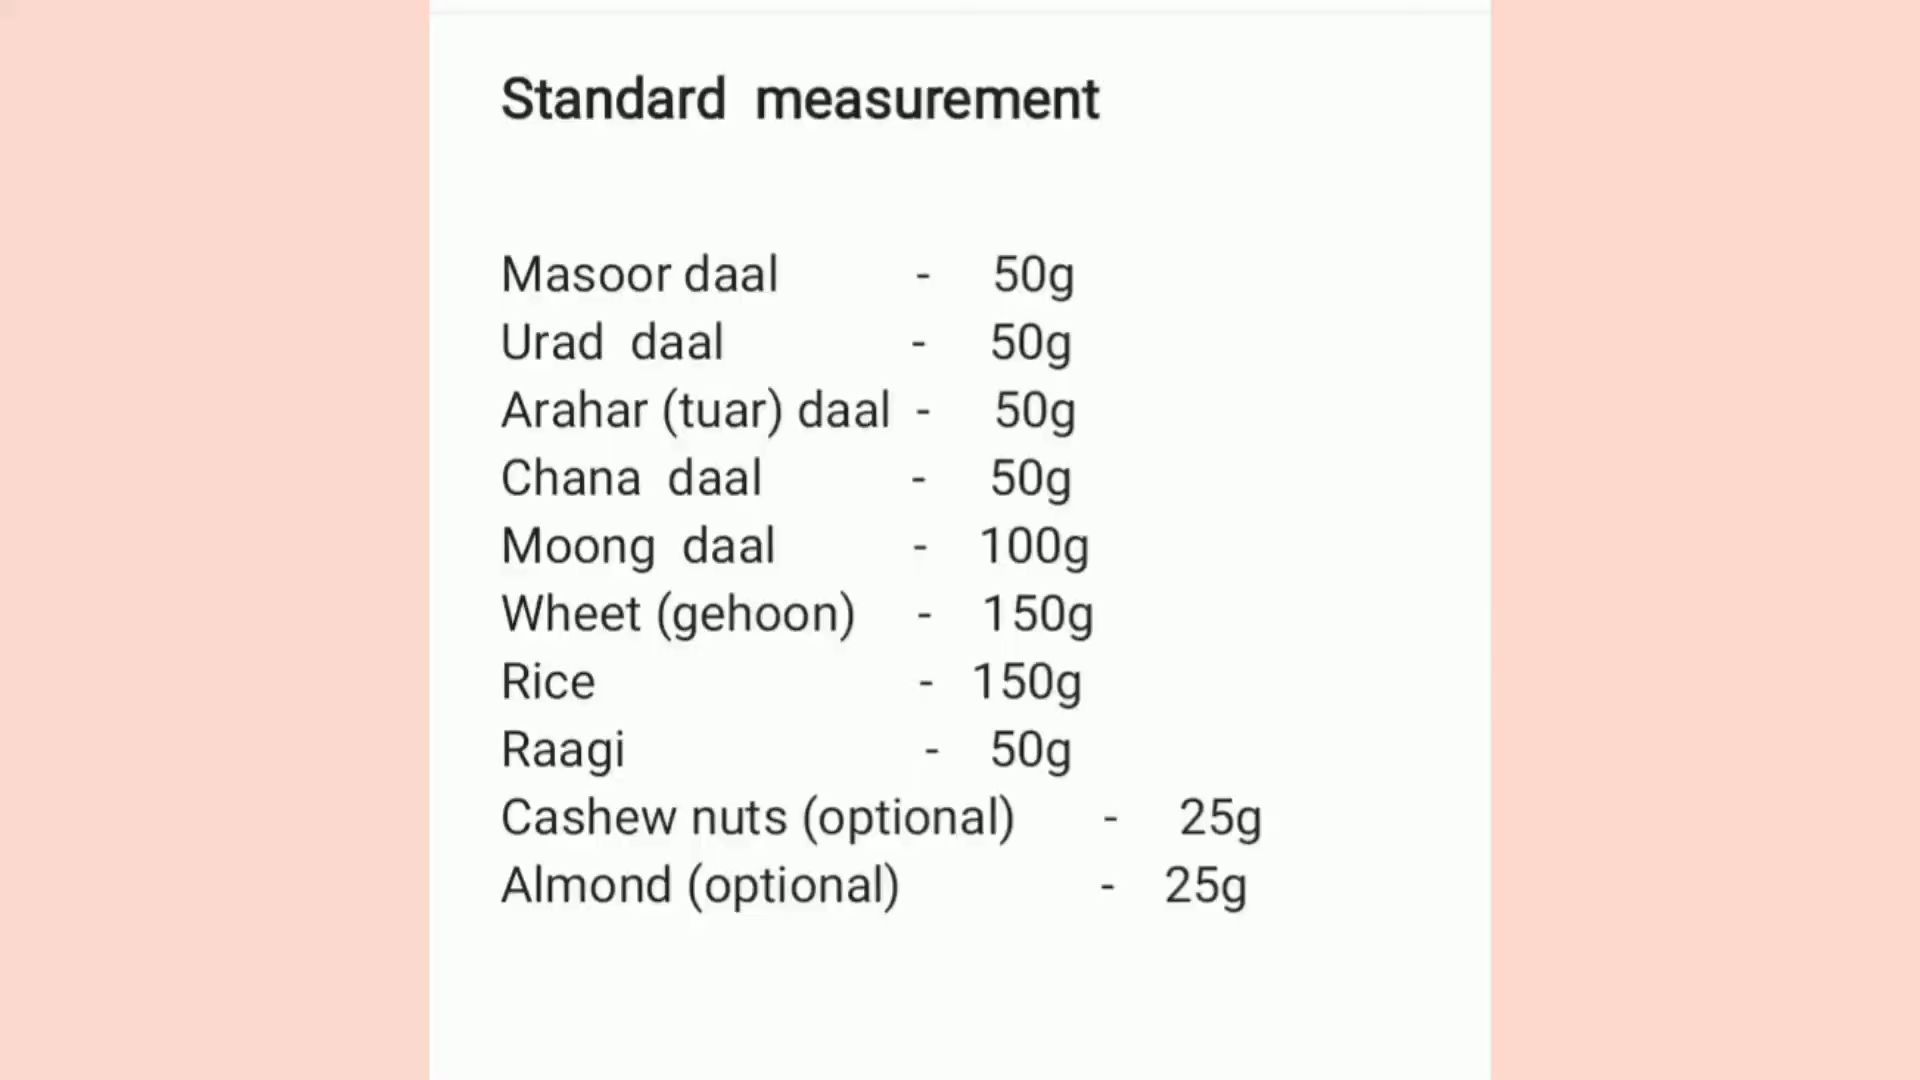 Standard measurement
Masoor daal - 50g
Urad daal - 50g
Arahar (tuar) daal - 50g
Chana daal - 50g
Moong daal - 100g
Wheet (gehoon) - 150g
Rice - 150g
Raagi - 50g
Cashew nuts (optional) - 25g
Almond (optional) - 25g